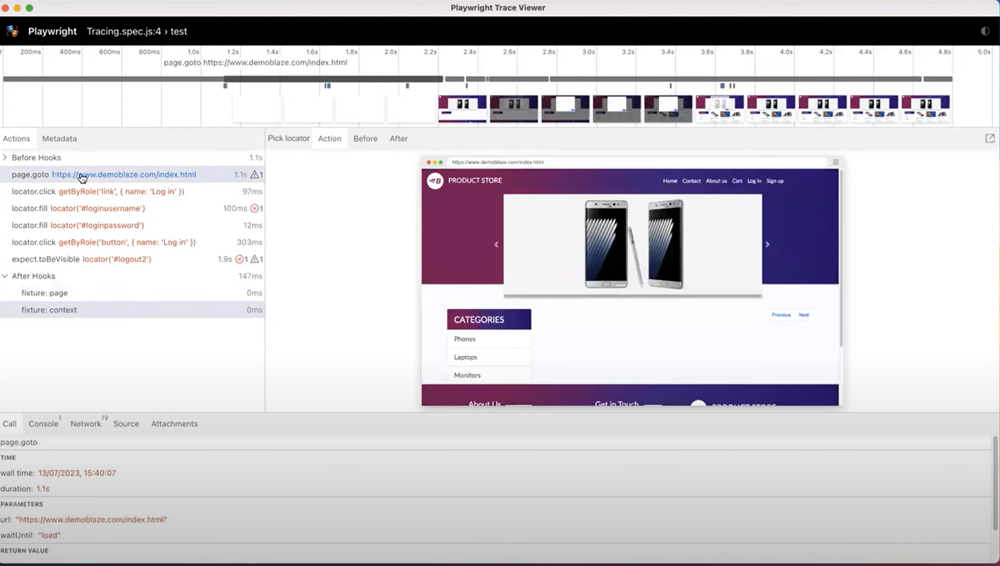 Playwright Trace Viewer
Playwright Tracing.spec.js:4 › test
200ms 400ms 600ms 800ms 1.0s 1.2s 1.4s 1.6s 1.8s 2.0s 2.2s 2.4s 2.6s 2.8s 3.0s 3.2s 3.4s 3.6s 3.8s 4.0s 4.2s 4.4s 4.6s 4.8s 5.0s
page.goto https://www.demoblaze.com/index.html
Actions Metadata
Pick locator Action Before After
Before Hooks 1.1s
page.goto https://www.demoblaze.com/index.html 1.1s 1
locator.click getByRole('link', { name: 'Log in' }) 97ms
locator.fill locator('#loginusername') 100ms 1
locator.fill locator('#loginpassword') 12ms
locator.click getByRole('button', { name: 'Log in' }) 303ms
expect.toBeVisible locator('#logout2') 1.9s 1 1
After Hooks 147ms
fixture: page 0ms
fixture: context 0ms
https://www.demoblaze.com/index.html
B PRODUCT STORE
Home Contact About us Cart Log in Sign up
CATEGORIES
Previous Next
Phones
Laptops
Monitors
About Us Get in Touch PRODUCT STORE
Call Console 1 Network 19 Source Attachments
page.goto
TIME
wall time: 13/07/2023, 15:40:07
duration: 1.1s
PARAMETERS
url: "https://www.demoblaze.com/index.html"
waitUntil: "load"
RETURN VALUE